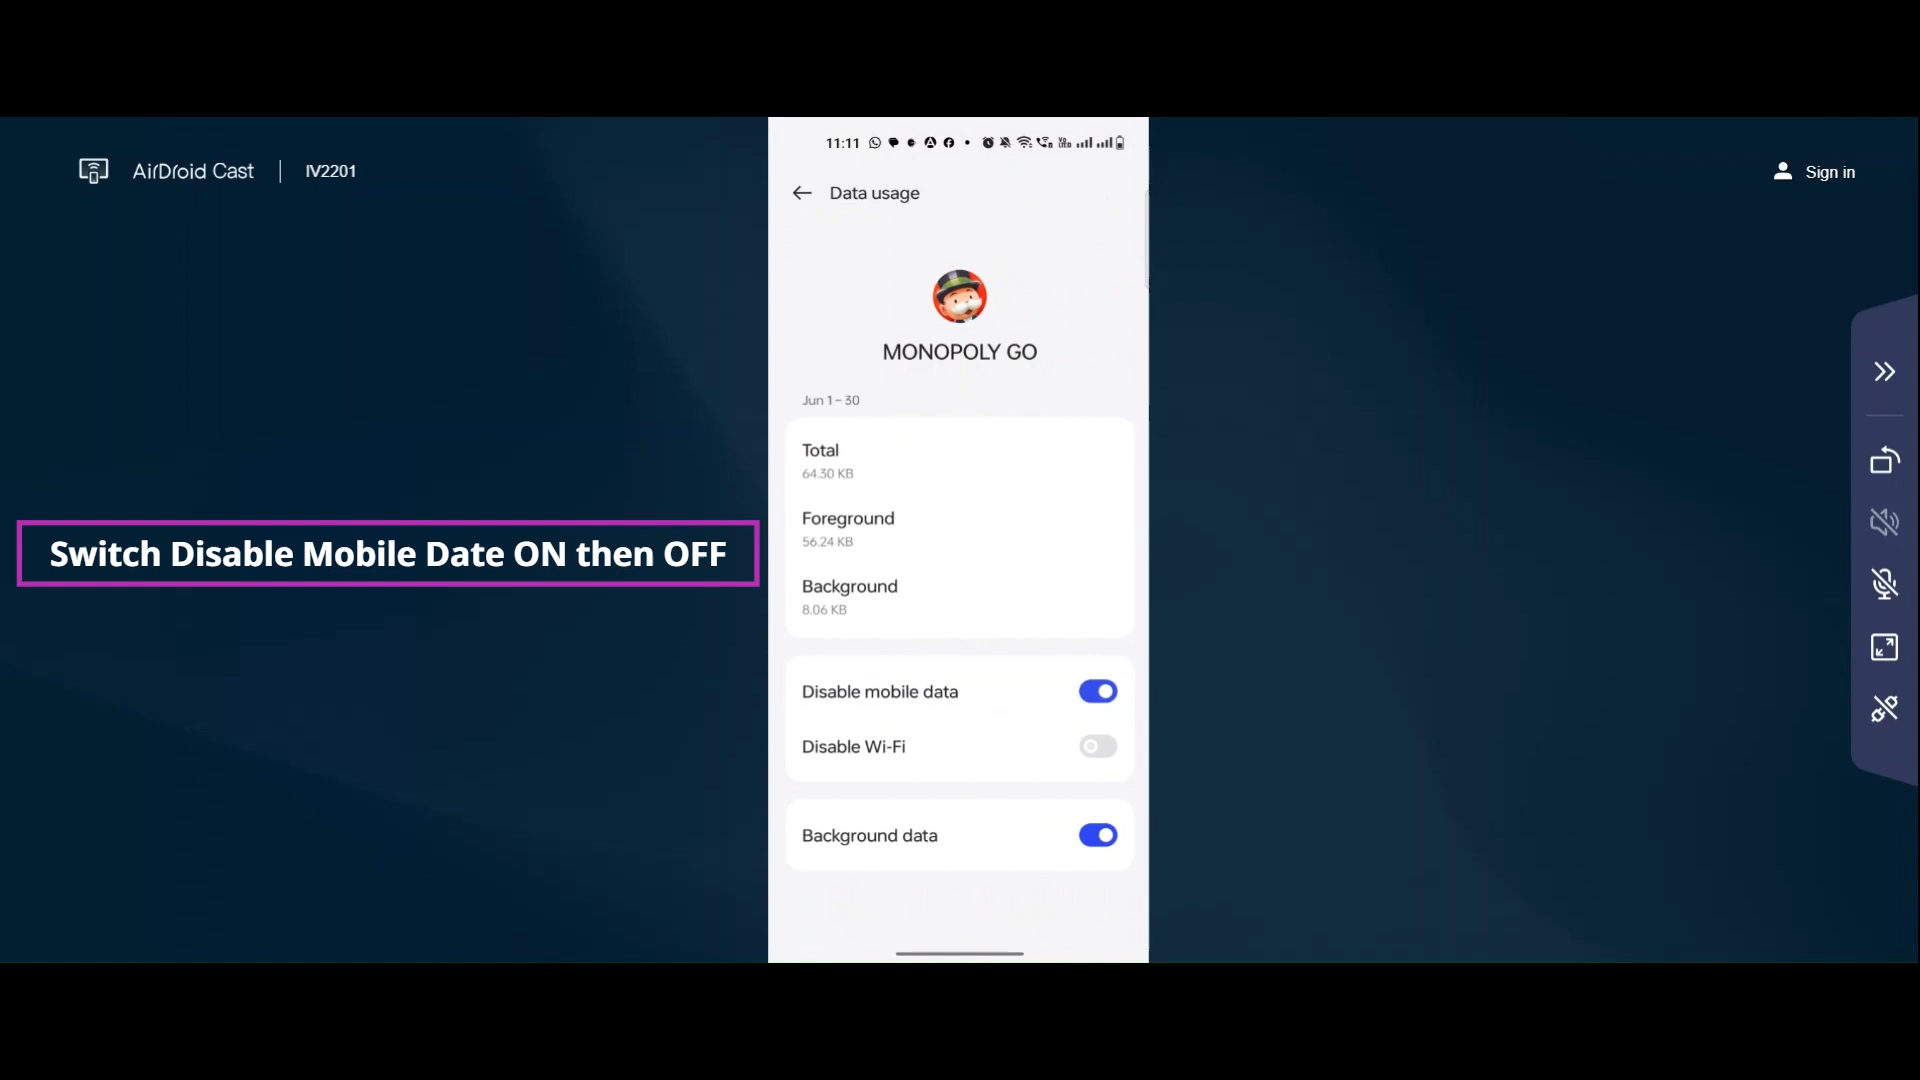 11:11
AirDroid Cast | IV2201
Sign in
Data usage
MONOPOLY GO
Jun 1 – 30
Total
64.30 KB
Foreground
56.24 KB
Switch Disable Mobile Date ON then OFF
Background
8.06 KB
Disable mobile data
Disable Wi-Fi
Background data